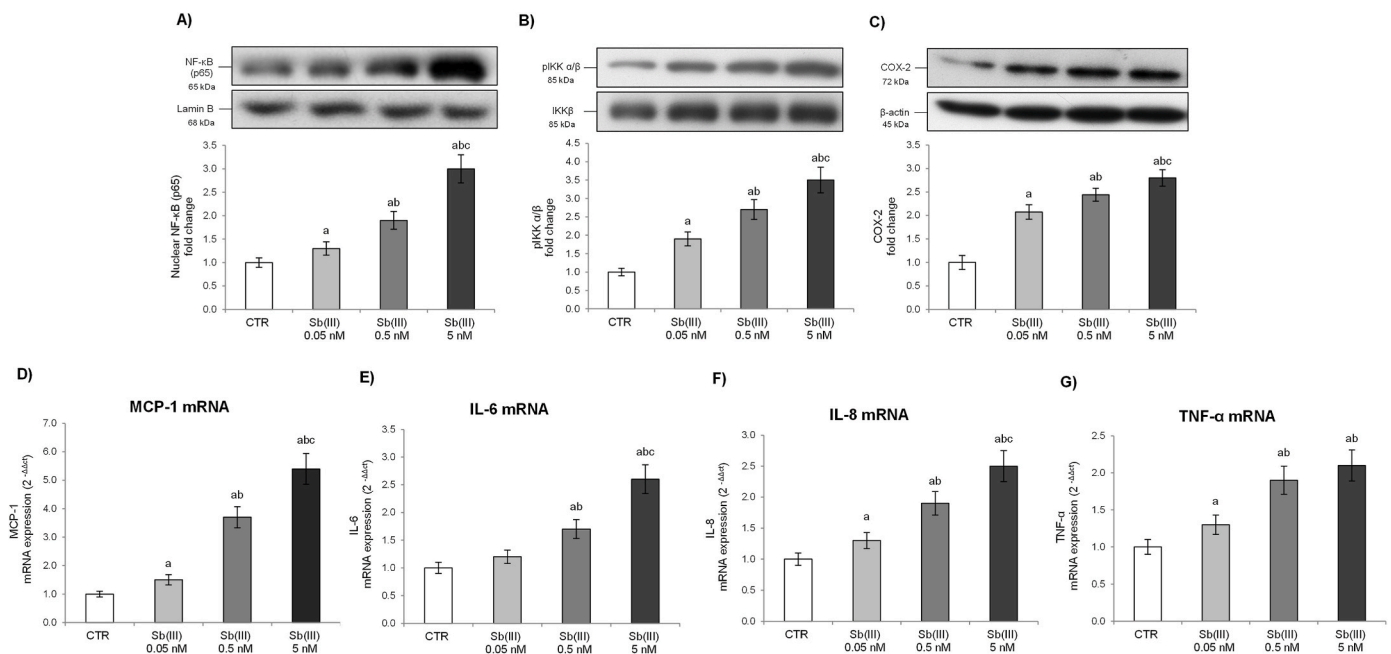 A)
NF-κB
(p65)
65 kDa
Lamin B
68 kDa
3.5
3.0
2.5
2.0
1.5
1.0
0.5
0.0
Nuclear NF-κB (p65)
fold change
a
ab
abc
CTR
Sb(III)
0.05 nM
Sb(III)
0.5 nM
Sb(III)
5 nM
B)
pIKK α/β
85 kDa
IKKβ
85 kDa
4.5
4.0
3.5
3.0
2.5
2.0
1.5
1.0
0.5
0.0
pIKK α/β
fold change
a
ab
abc
CTR
Sb(III)
0.05 nM
Sb(III)
0.5 nM
Sb(III)
5 nM
C)
COX-2
72 kDa
β-actin
45 kDa
3.5
3.0
2.5
2.0
1.5
1.0
0.5
0.0
COX-2
fold change
a
ab
abc
CTR
Sb(III)
0.05 nM
Sb(III)
0.5 nM
Sb(III)
5 nM
D)
MCP-1 mRNA
7.0
6.0
5.0
4.0
3.0
2.0
1.0
0.0
MCP-1
mRNA expression (2 -ΔΔct)
a
ab
abc
CTR
Sb(III)
0.05 nM
Sb(III)
0.5 nM
Sb(III)
5 nM
E)
IL-6 mRNA
3.5
3.0
2.5
2.0
1.5
1.0
0.5
0.0
IL-6
mRNA expression (2 -ΔΔct)
ab
abc
CTR
Sb(III)
0.05 nM
Sb(III)
0.5 nM
Sb(III)
5 nM
F)
IL-8 mRNA
3.0
2.5
2.0
1.5
1.0
0.5
0.0
IL-8
mRNA expression (2 -ΔΔct)
a
ab
abc
CTR
Sb(III)
0.05 nM
Sb(III)
0.5 nM
Sb(III)
5 nM
G)
TNF-α mRNA
2.5
2.0
1.5
1.0
0.5
0.0
TNF-α
mRNA expression (2 -ΔΔct)
a
ab
ab
CTR
Sb(III)
0.05 nM
Sb(III)
0.5 nM
Sb(III)
5 nM